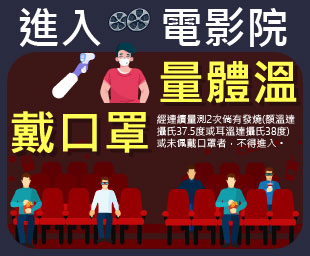 進入 電影院
量體溫
戴口罩
經連續量測2次倘有發燒(額溫達
攝氏37.5度或耳溫達攝氏38度)
或未佩戴口罩者，不得進入。